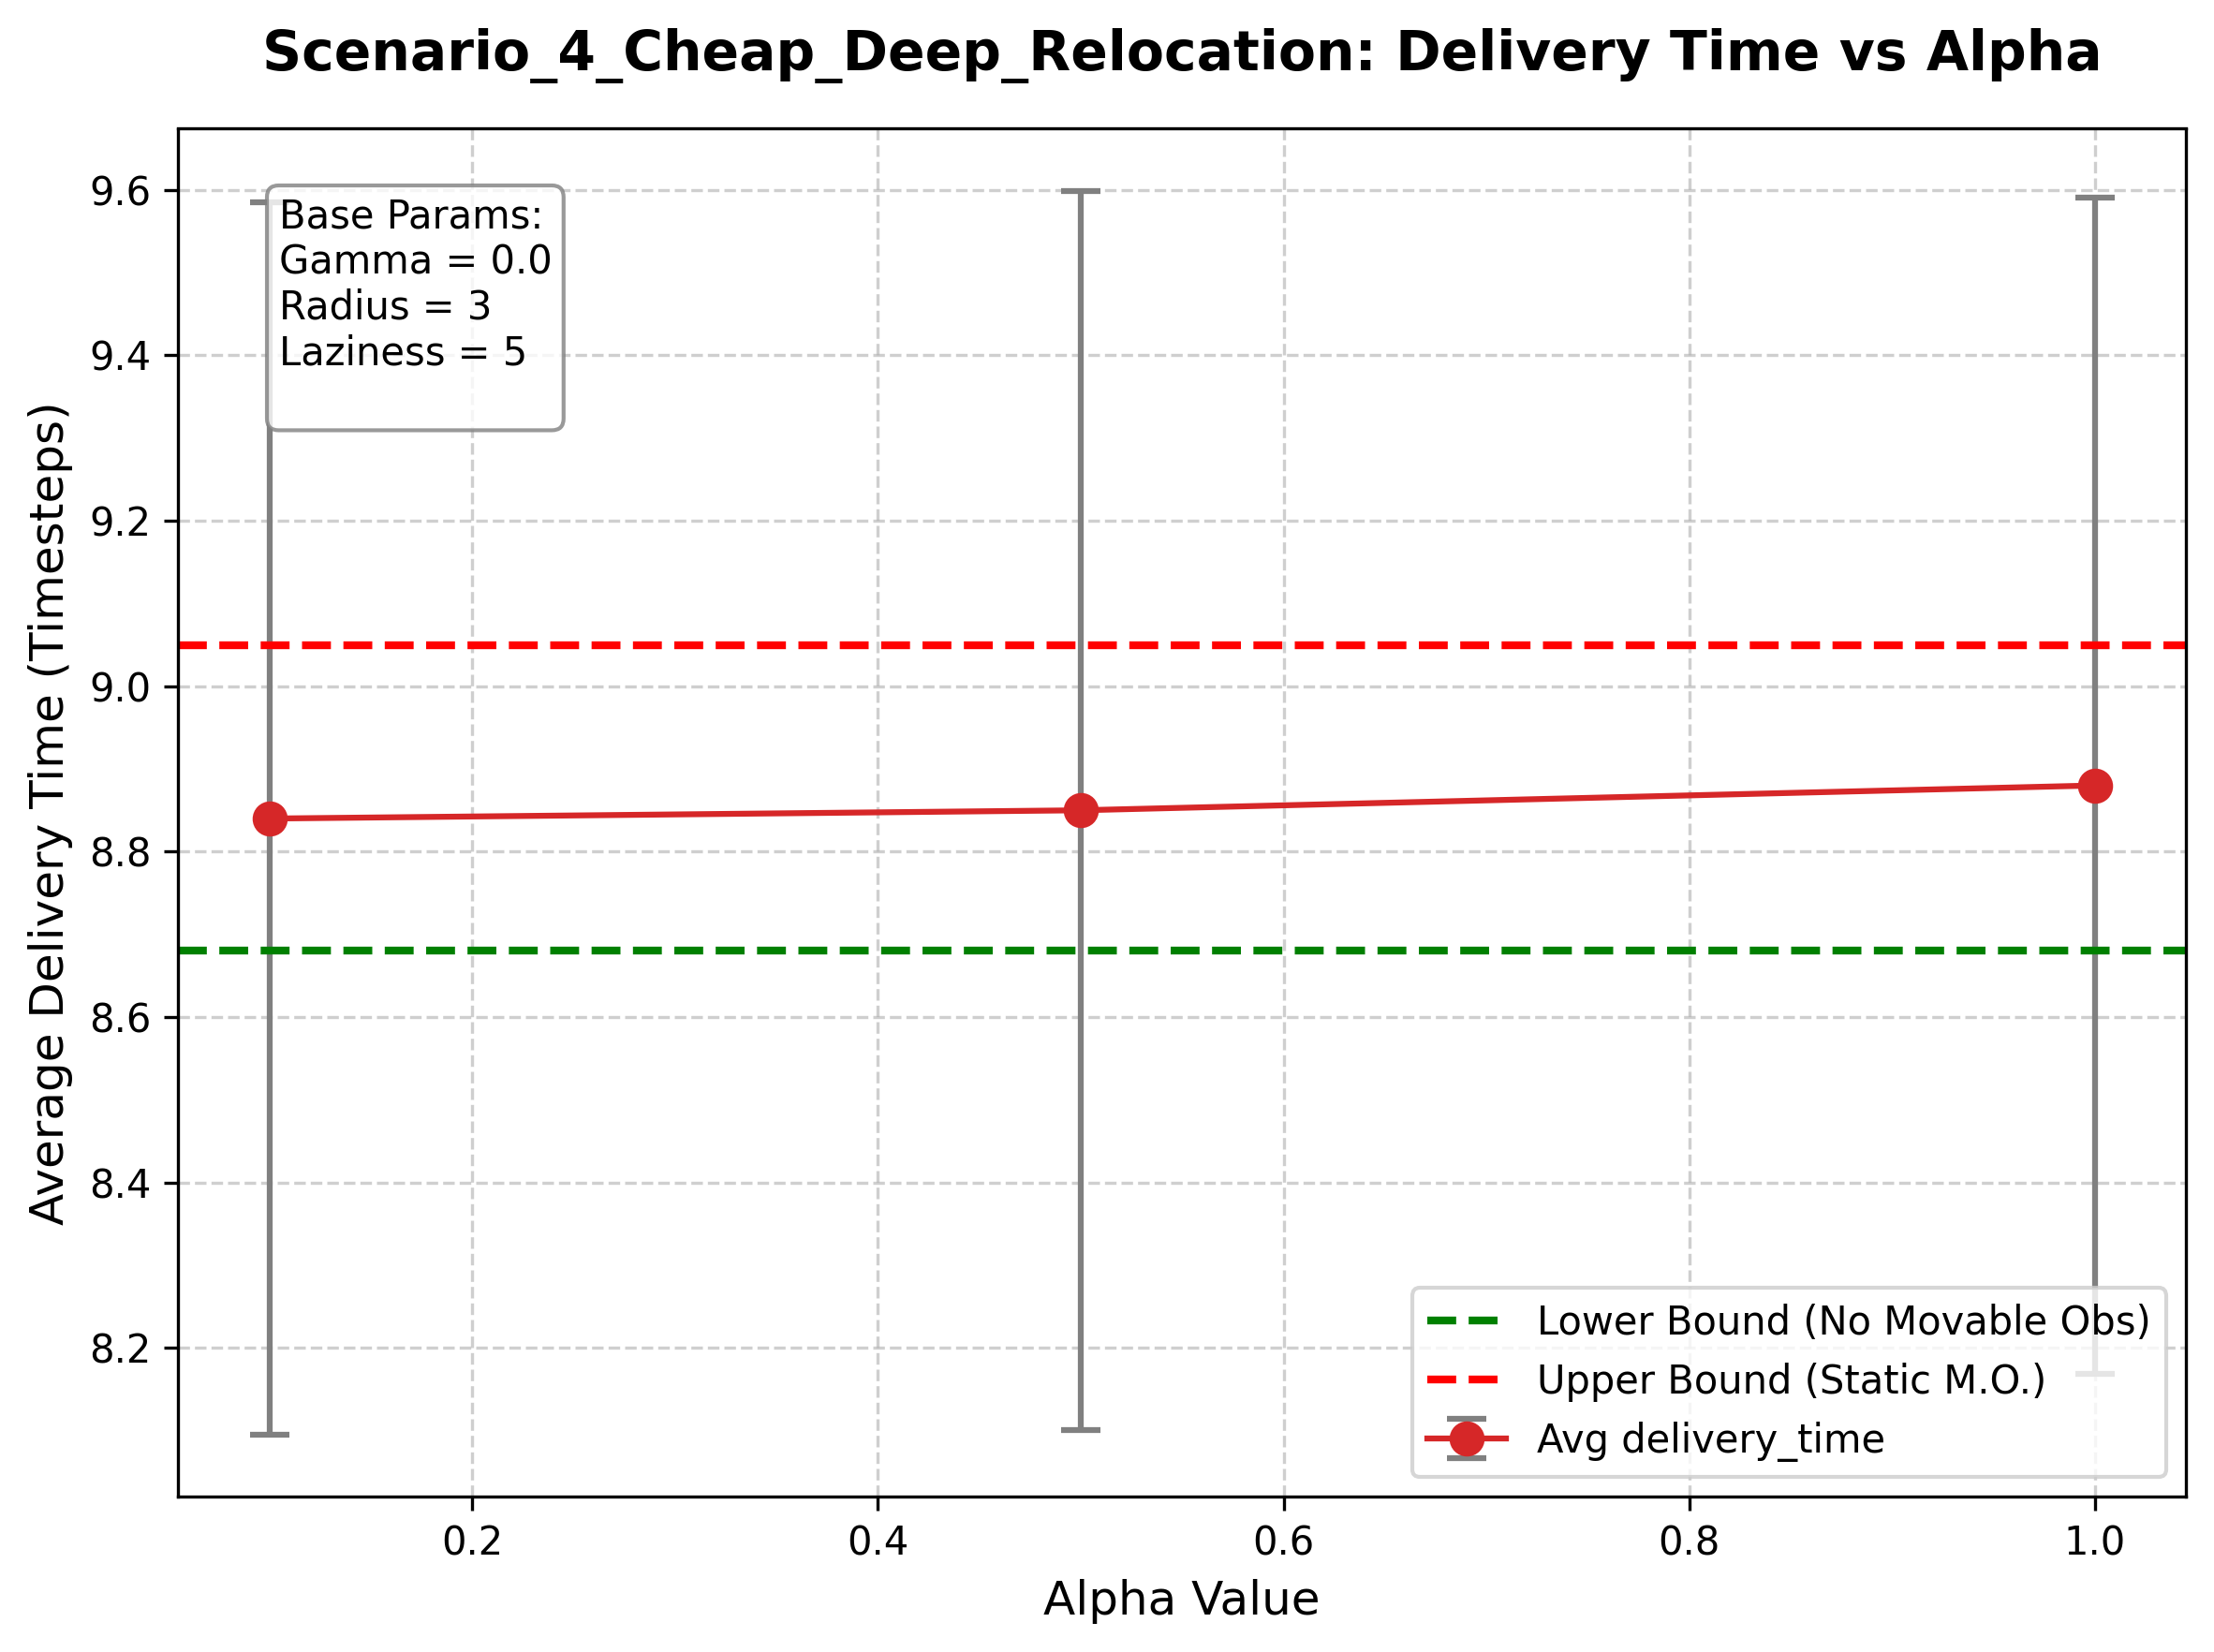 Scenario_4_Cheap_Deep_Relocation: Delivery Time vs Alpha
Average Delivery Time (Timesteps)
9.6
9.4
9.2
9.0
8.8
8.6
8.4
8.2
Base Params:
Gamma = 0.0
Radius = 3
Laziness = 5
Lower Bound (No Movable Obs)
Upper Bound (Static M.O.)
Avg delivery_time
0.2 0.4 0.6 0.8 1.0
Alpha Value